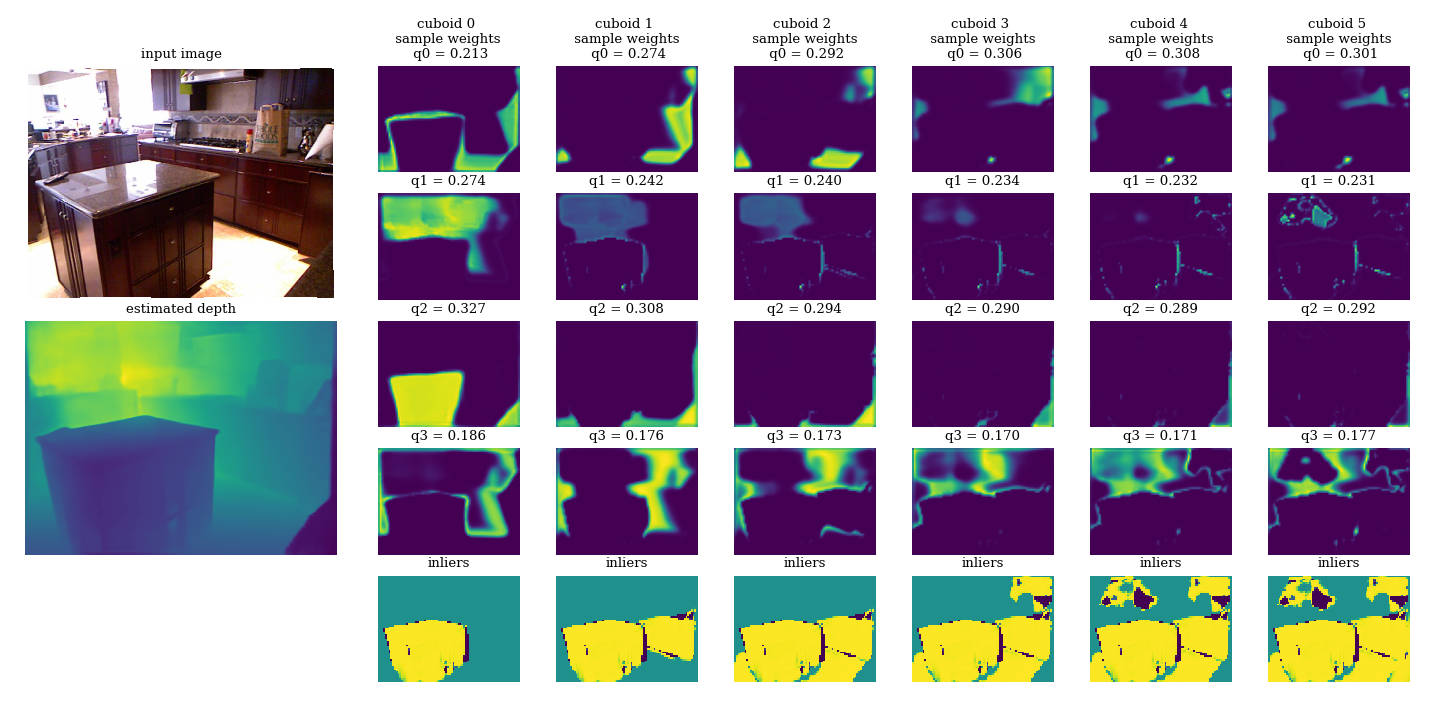 input image
estimated depth
cuboid 0
sample weights
q0 = 0.213
cuboid 1
sample weights
q0 = 0.274
cuboid 2
sample weights
q0 = 0.292
cuboid 3
sample weights
q0 = 0.306
cuboid 4
sample weights
q0 = 0.308
cuboid 5
sample weights
q0 = 0.301
q1 = 0.274
q1 = 0.242
q1 = 0.240
q1 = 0.234
q1 = 0.232
q1 = 0.231
q2 = 0.327
q2 = 0.308
q2 = 0.294
q2 = 0.290
q2 = 0.289
q2 = 0.292
q3 = 0.186
q3 = 0.176
q3 = 0.173
q3 = 0.170
q3 = 0.171
q3 = 0.177
inliers
inliers
inliers
inliers
inliers
inliers